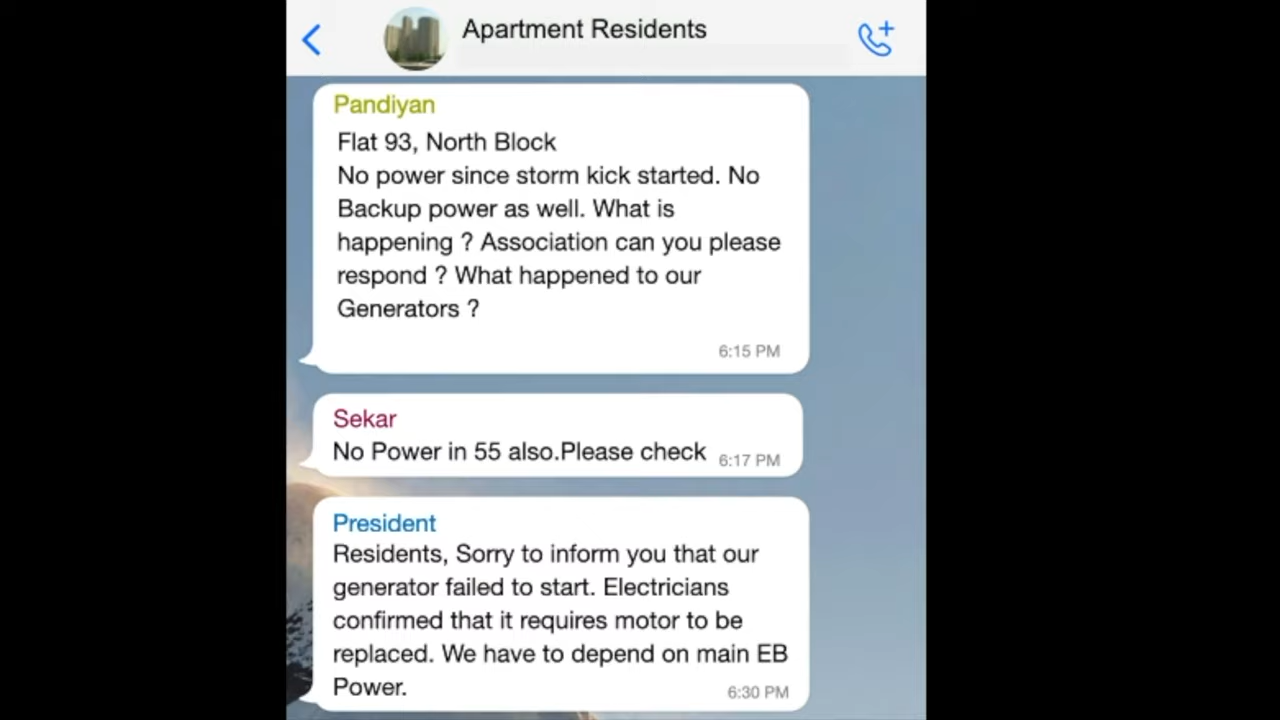 Apartment Residents
Pandiyan
Flat 93, North Block
No power since storm kick started. No
Backup power as well. What is
happening ? Association can you please
respond ? What happened to our
Generators ?
6:15 PM
Sekar
No Power in 55 also.Please check
6:17 PM
President
Residents, Sorry to inform you that our
generator failed to start. Electricians
confirmed that it requires motor to be
replaced. We have to depend on main EB
Power.
6:30 PM